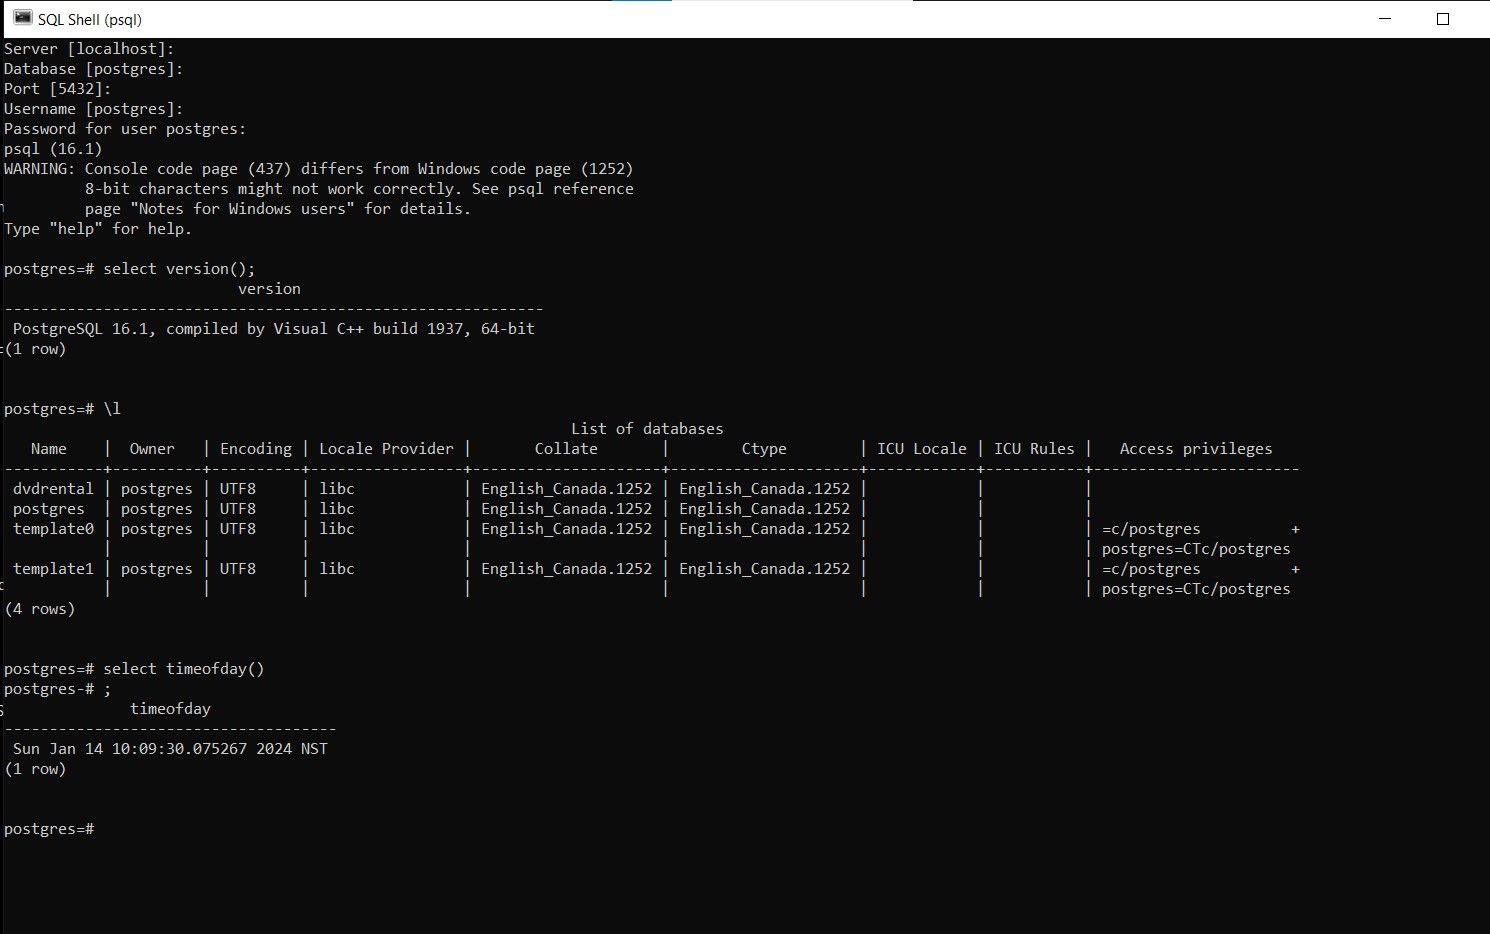 SQL Shell (psql)
Server [localhost]:
Database [postgres]:
Port [5432]:
Username [postgres]:
Password for user postgres:
psql (16.1)
WARNING: Console code page (437) differs from Windows code page (1252)
         8-bit characters might not work correctly. See psql reference
         page "Notes for Windows users" for details.
Type "help" for help.

postgres=# select version();
                          version
------------------------------------------------------------
 PostgreSQL 16.1, compiled by Visual C++ build 1937, 64-bit
(1 row)


postgres=# \l
                                                               List of databases
   Name    |  Owner   | Encoding | Locale Provider |       Collate       |        Ctype        | ICU Locale | ICU Rules |   Access privileges
-----------+----------+----------+-----------------+---------------------+---------------------+------------+-----------+-----------------------
 dvdrental | postgres | UTF8     | libc            | English_Canada.1252 | English_Canada.1252 |            |           |
 postgres  | postgres | UTF8     | libc            | English_Canada.1252 | English_Canada.1252 |            |           |
 template0 | postgres | UTF8     | libc            | English_Canada.1252 | English_Canada.1252 |            |           | =c/postgres          +
           |          |          |                 |                     |                     |            |           | postgres=CTc/postgres
 template1 | postgres | UTF8     | libc            | English_Canada.1252 | English_Canada.1252 |            |           | =c/postgres          +
           |          |          |                 |                     |                     |            |           | postgres=CTc/postgres
(4 rows)


postgres=# select timeofday()
postgres-# ;
              timeofday
-------------------------------------
 Sun Jan 14 10:09:30.075267 2024 NST
(1 row)


postgres=#